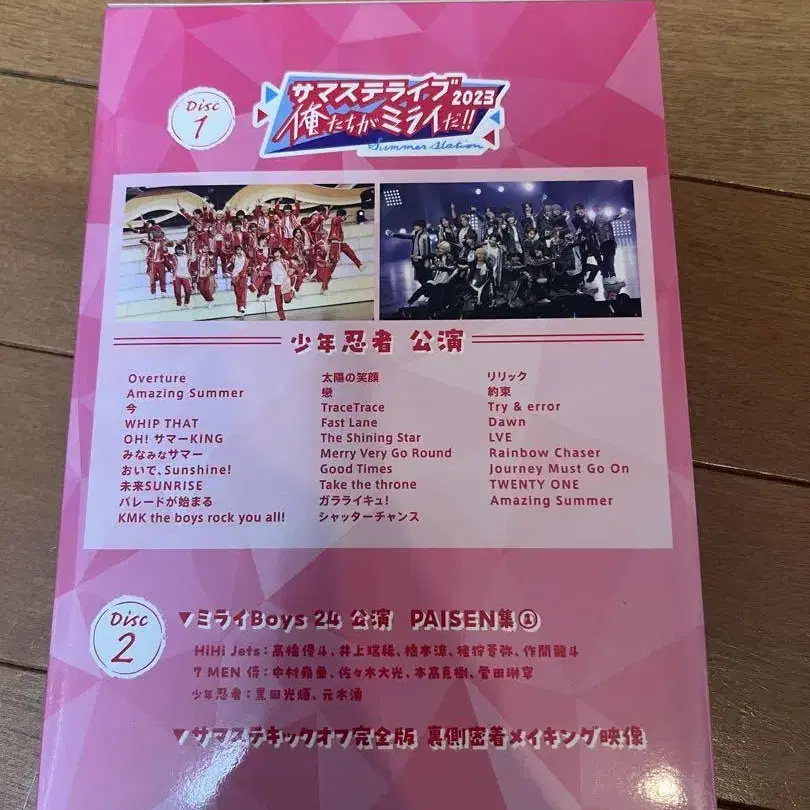 Disc 1
サマステライブ 2023
俺たちがミライだ!!
Summer Station
少年忍者 公演
Overture
Amazing Summer
今
WHIP THAT
OH! サマーKING
みなみなサマー
おいで、Sunshine!
未来SUNRISE
パレードが始まる
KMK the boys rock you all!
太陽の笑顔
戀
TraceTrace
Fast Lane
The Shining Star
Merry Very Go Round
Good Times
Take the throne
ガラライキュ!
シャッターチャンス
リリック
約束
Try & error
Dawn
LVE
Rainbow Chaser
Journey Must Go On
TWENTY ONE
Amazing Summer
Disc 2
▼ミライBoys 24 公演 PAISEN集①
HiHi Jets:髙橋優斗、井上瑞稀、橋本涼、猪狩蒼弥、作間龍斗
7 MEN 侍:中村嶺亜、佐々木大光、本髙克樹、菅田琳寧
少年忍者:黒田光輝、元木湧
▼サマステキックオフ完全版 裏側密着メイキング映像